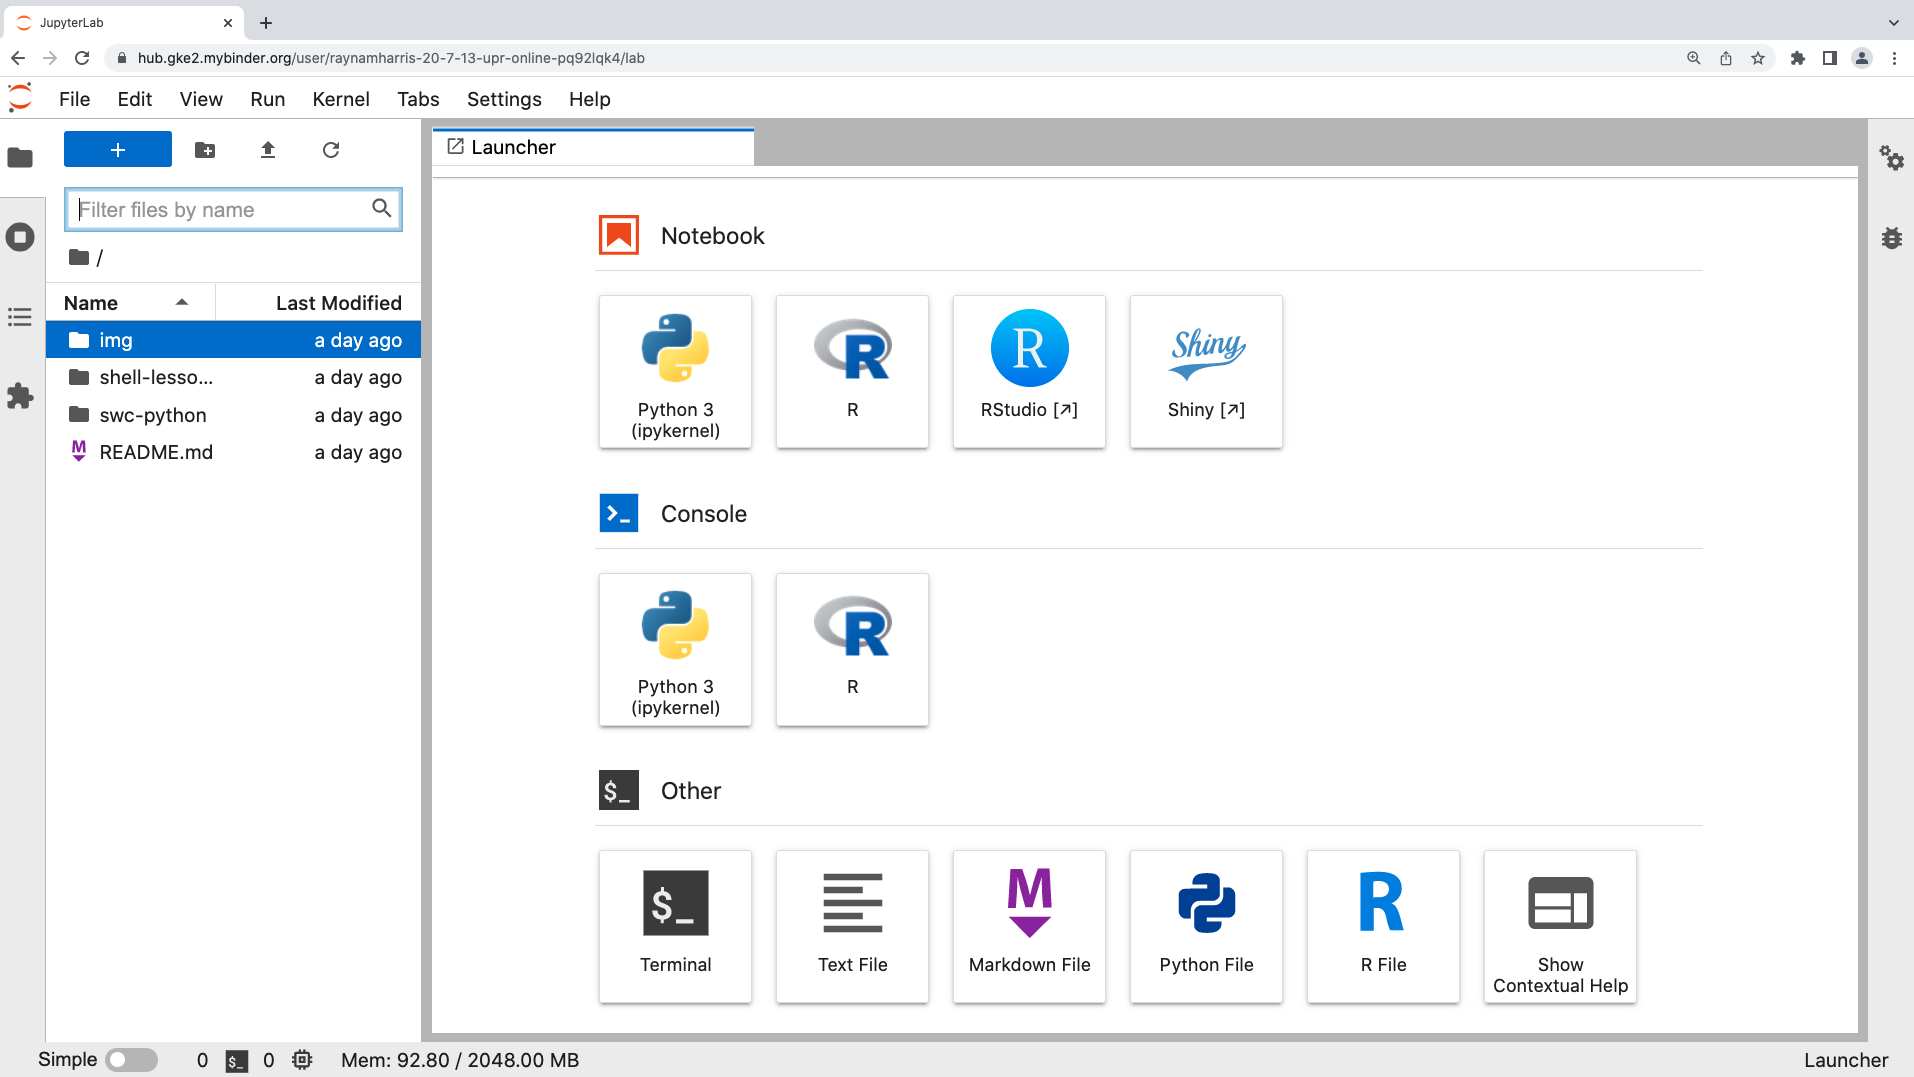 JupyterLab
hub.gke2.mybinder.org/user/raynamharris-20-7-13-upr-online-pq92lqk4/lab
File Edit View Run Kernel Tabs Settings Help
Launcher
Filter files by name
/
Name Last Modified
img a day ago
shell-lesso... a day ago
swc-python a day ago
README.md a day ago
Notebook
Python 3
(ipykernel)
R
RStudio [↗]
Shiny
Shiny [↗]
Console
Python 3
(ipykernel)
R
$_ Other
$_
Terminal
Text File
Markdown File
Python File
R File
Show
Contextual Help
Simple 0 $_ 0 Mem: 92.80 / 2048.00 MB Launcher